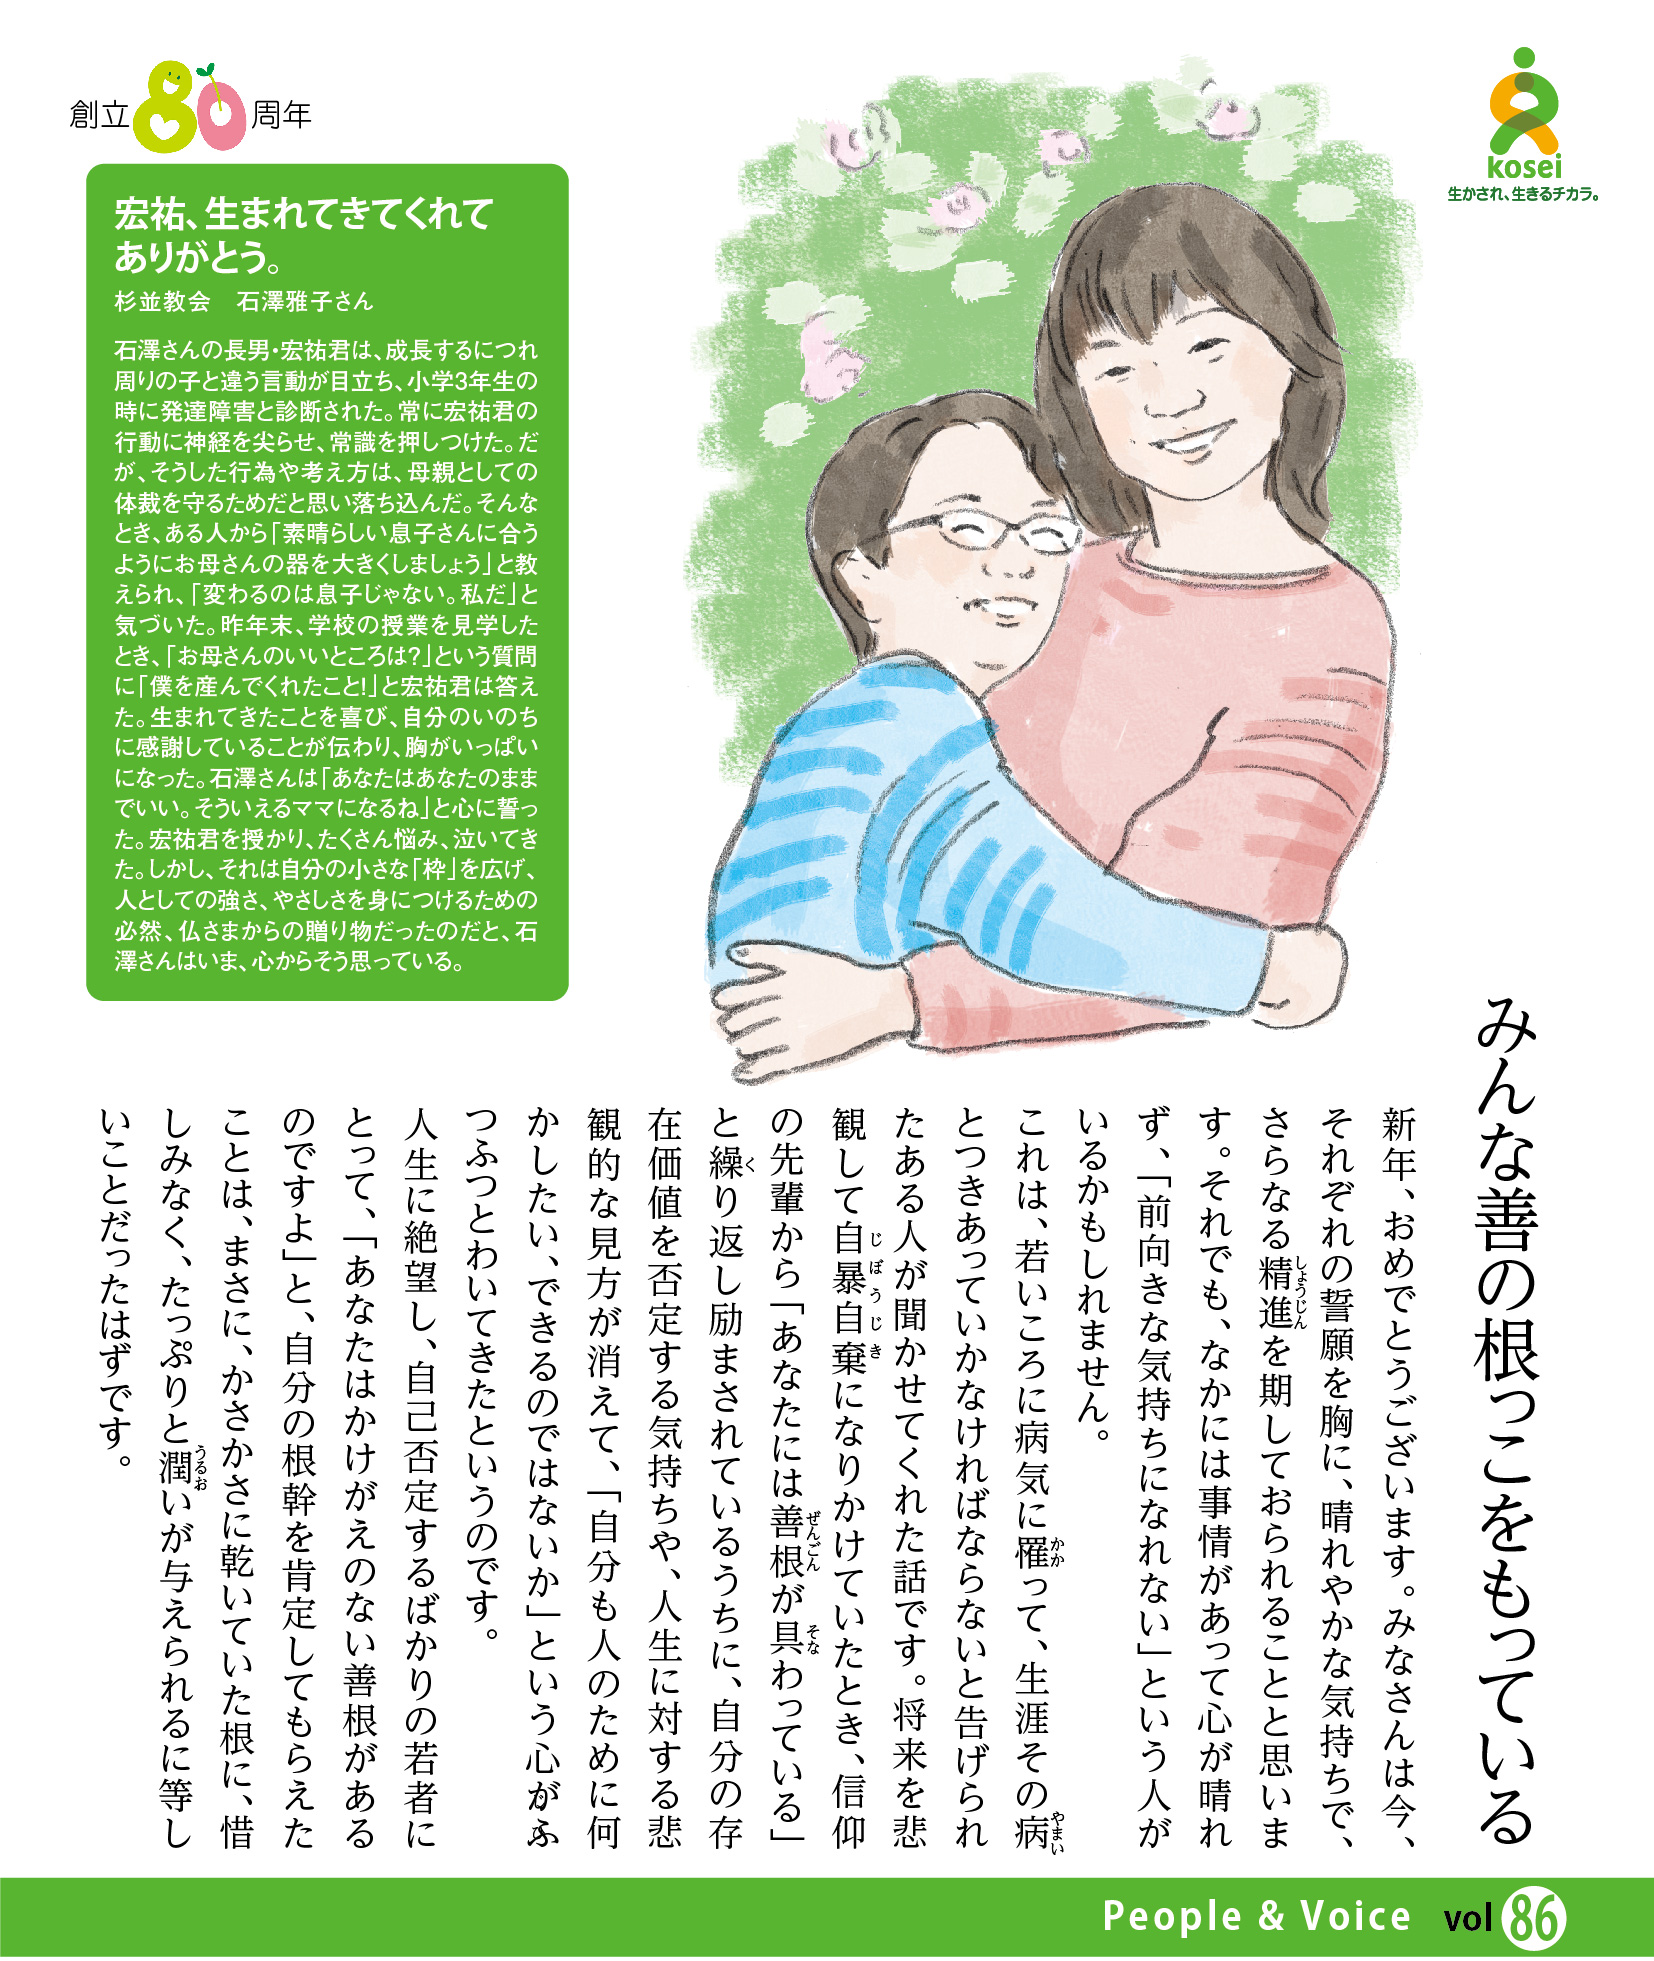 創立80周年
kosei
生かされ、生きるチカラ。
宏祐、生まれてきてくれて
ありがとう。
杉並教会　石澤雅子さん
石澤さんの長男・宏祐君は、成長するにつれ
周りの子と違う言動が目立ち、小学3年生の
時に発達障害と診断された。常に宏祐君の
行動に神経を尖らせ、常識を押しつけた。だ
が、そうした行為や考え方は、母親としての
体裁を守るためだと思い落ち込んだ。そんな
とき、ある人から「素晴らしい息子さんに合う
ようにお母さんの器を大きくしましょう」と教
えられ、「変わるのは息子じゃない。私だ」と
気づいた。昨年末、学校の授業を見学した
とき、「お母さんのいいところは?」という質問
に「僕を産んでくれたこと!」と宏祐君は答え
た。生まれてきたことを喜び、自分のいのち
に感謝していることが伝わり、胸がいっぱい
になった。石澤さんは「あなたはあなたのまま
でいい。そういえるママになるね」と心に誓っ
た。宏祐君を授かり、たくさん悩み、泣いてき
た。しかし、それは自分の小さな「枠」を広げ、
人としての強さ、やさしさを身につけるための
必然、仏さまからの贈り物だったのだと、石
澤さんはいま、心からそう思っている。
みんな善の根っこをもっている
新年、おめでとうございます。みなさんは今、
それぞれの誓願を胸に、晴れやかな気持ちで、
さらなる精進しょうじんを期しておられることと思いま
す。それでも、なかには事情があって心が晴れ
ず、「前向きな気持ちになれない」という人が
いるかもしれません。
これは、若いころに病気に罹かかって、生涯その病やまい
とつきあっていかなければならないと告げられ
たある人が聞かせてくれた話です。将来を悲
観して自暴自棄じぼうじきになりかけていたとき、信仰
の先輩から「あなたには善根ぜんごんが具そなわっている」
と繰くり返し励まされているうちに、自分の存
在価値を否定する気持ちや、人生に対する悲
観的な見方が消えて、「自分も人のために何
かしたい、できるのではないか」という心がふ
つふつとわいてきたというのです。
人生に絶望し、自己否定するばかりの若者に
とって、「あなたはかけがえのない善根がある
のですよ」と、自分の根幹を肯定してもらえた
ことは、まさに、かさかさに乾いていた根に、惜
しみなく、たっぷりと潤うるおいが与えられるに等し
いことだったはずです。
People & Voice vol 86